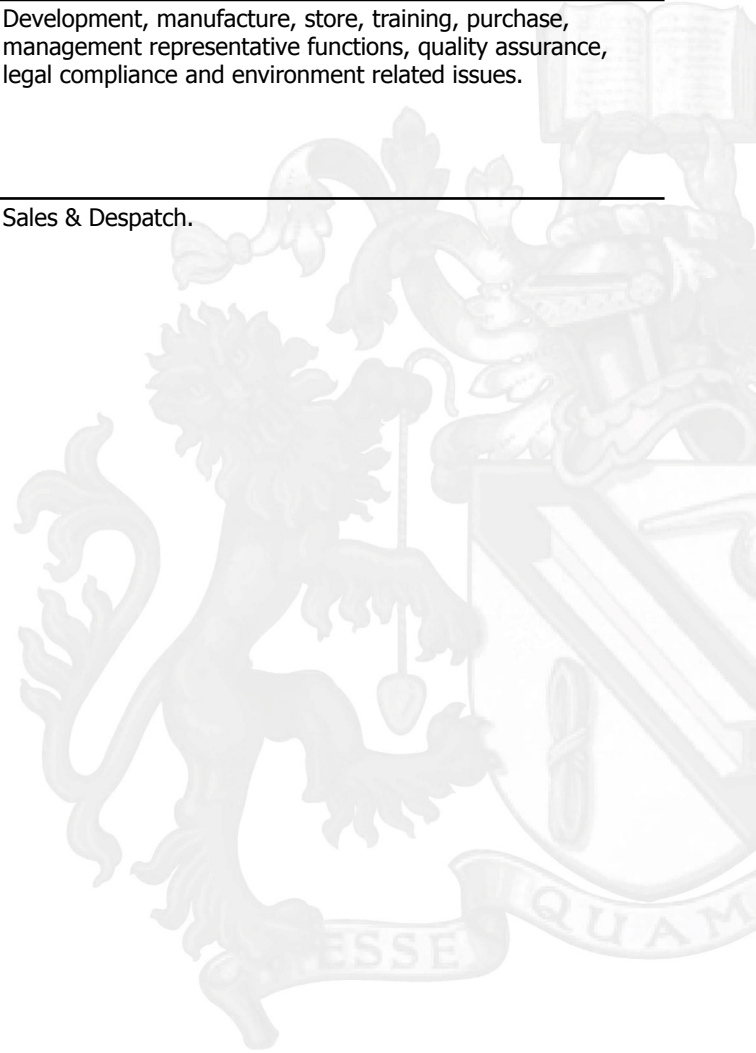 Development, manufacture, store, training, purchase,
management representative functions, quality assurance,
legal compliance and environment related issues.
Sales & Despatch.
ESSE
QUAM